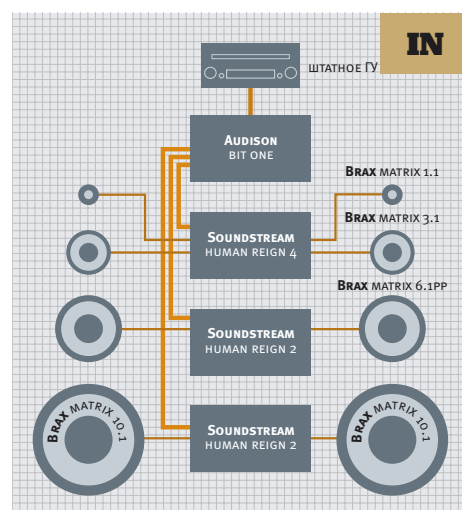 IN
ШТАТНОЕ ГУ
AUDISON
BIT ONE
BRAX MATRIX 1.1
BRAX MATRIX 3.1
SOUNDSTREAM
HUMAN REIGN 4
BRAX MATRIX 6.1PP
SOUNDSTREAM
HUMAN REIGN 2
BRAX MATRIX 10.1
SOUNDSTREAM
HUMAN REIGN 2
BRAX MATRIX 10.1